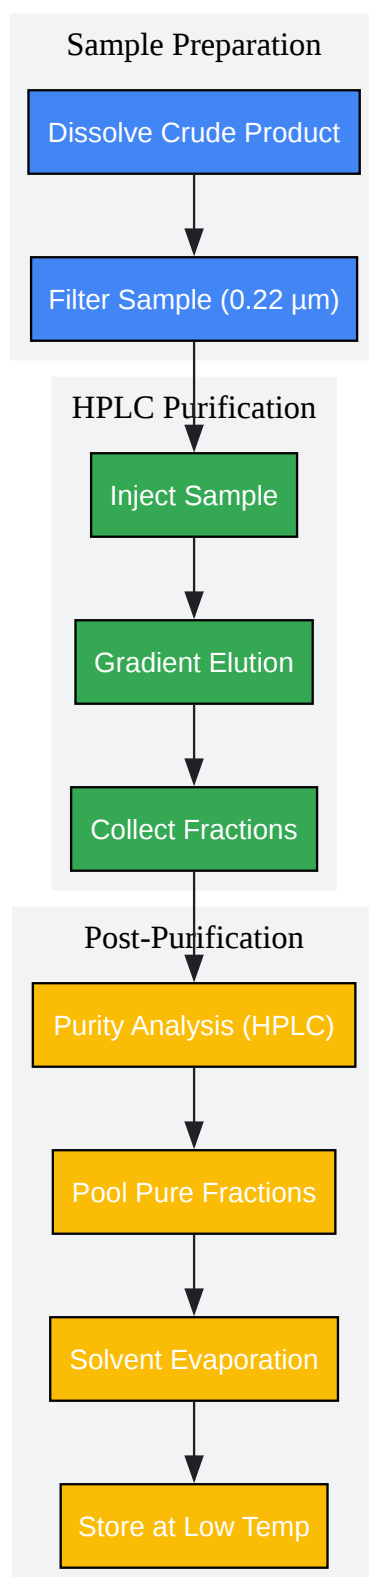 Sample Preparation
Dissolve Crude Product
Filter Sample (0.22 µm)
HPLC Purification
Inject Sample
Gradient Elution
Collect Fractions
Post-Purification
Purity Analysis (HPLC)
Pool Pure Fractions
Solvent Evaporation
Store at Low Temp